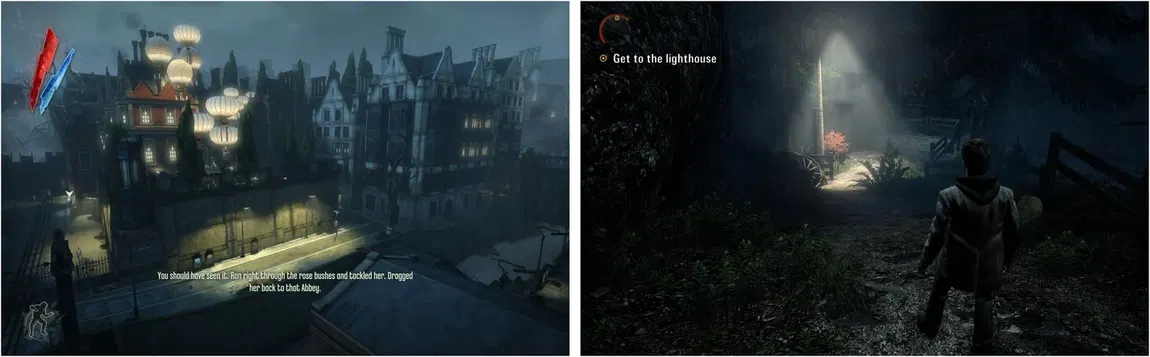 You should have seen it. Ran right through the rose bushes and tackled her. Dragged
her back to that Abbey.
Get to the lighthouse